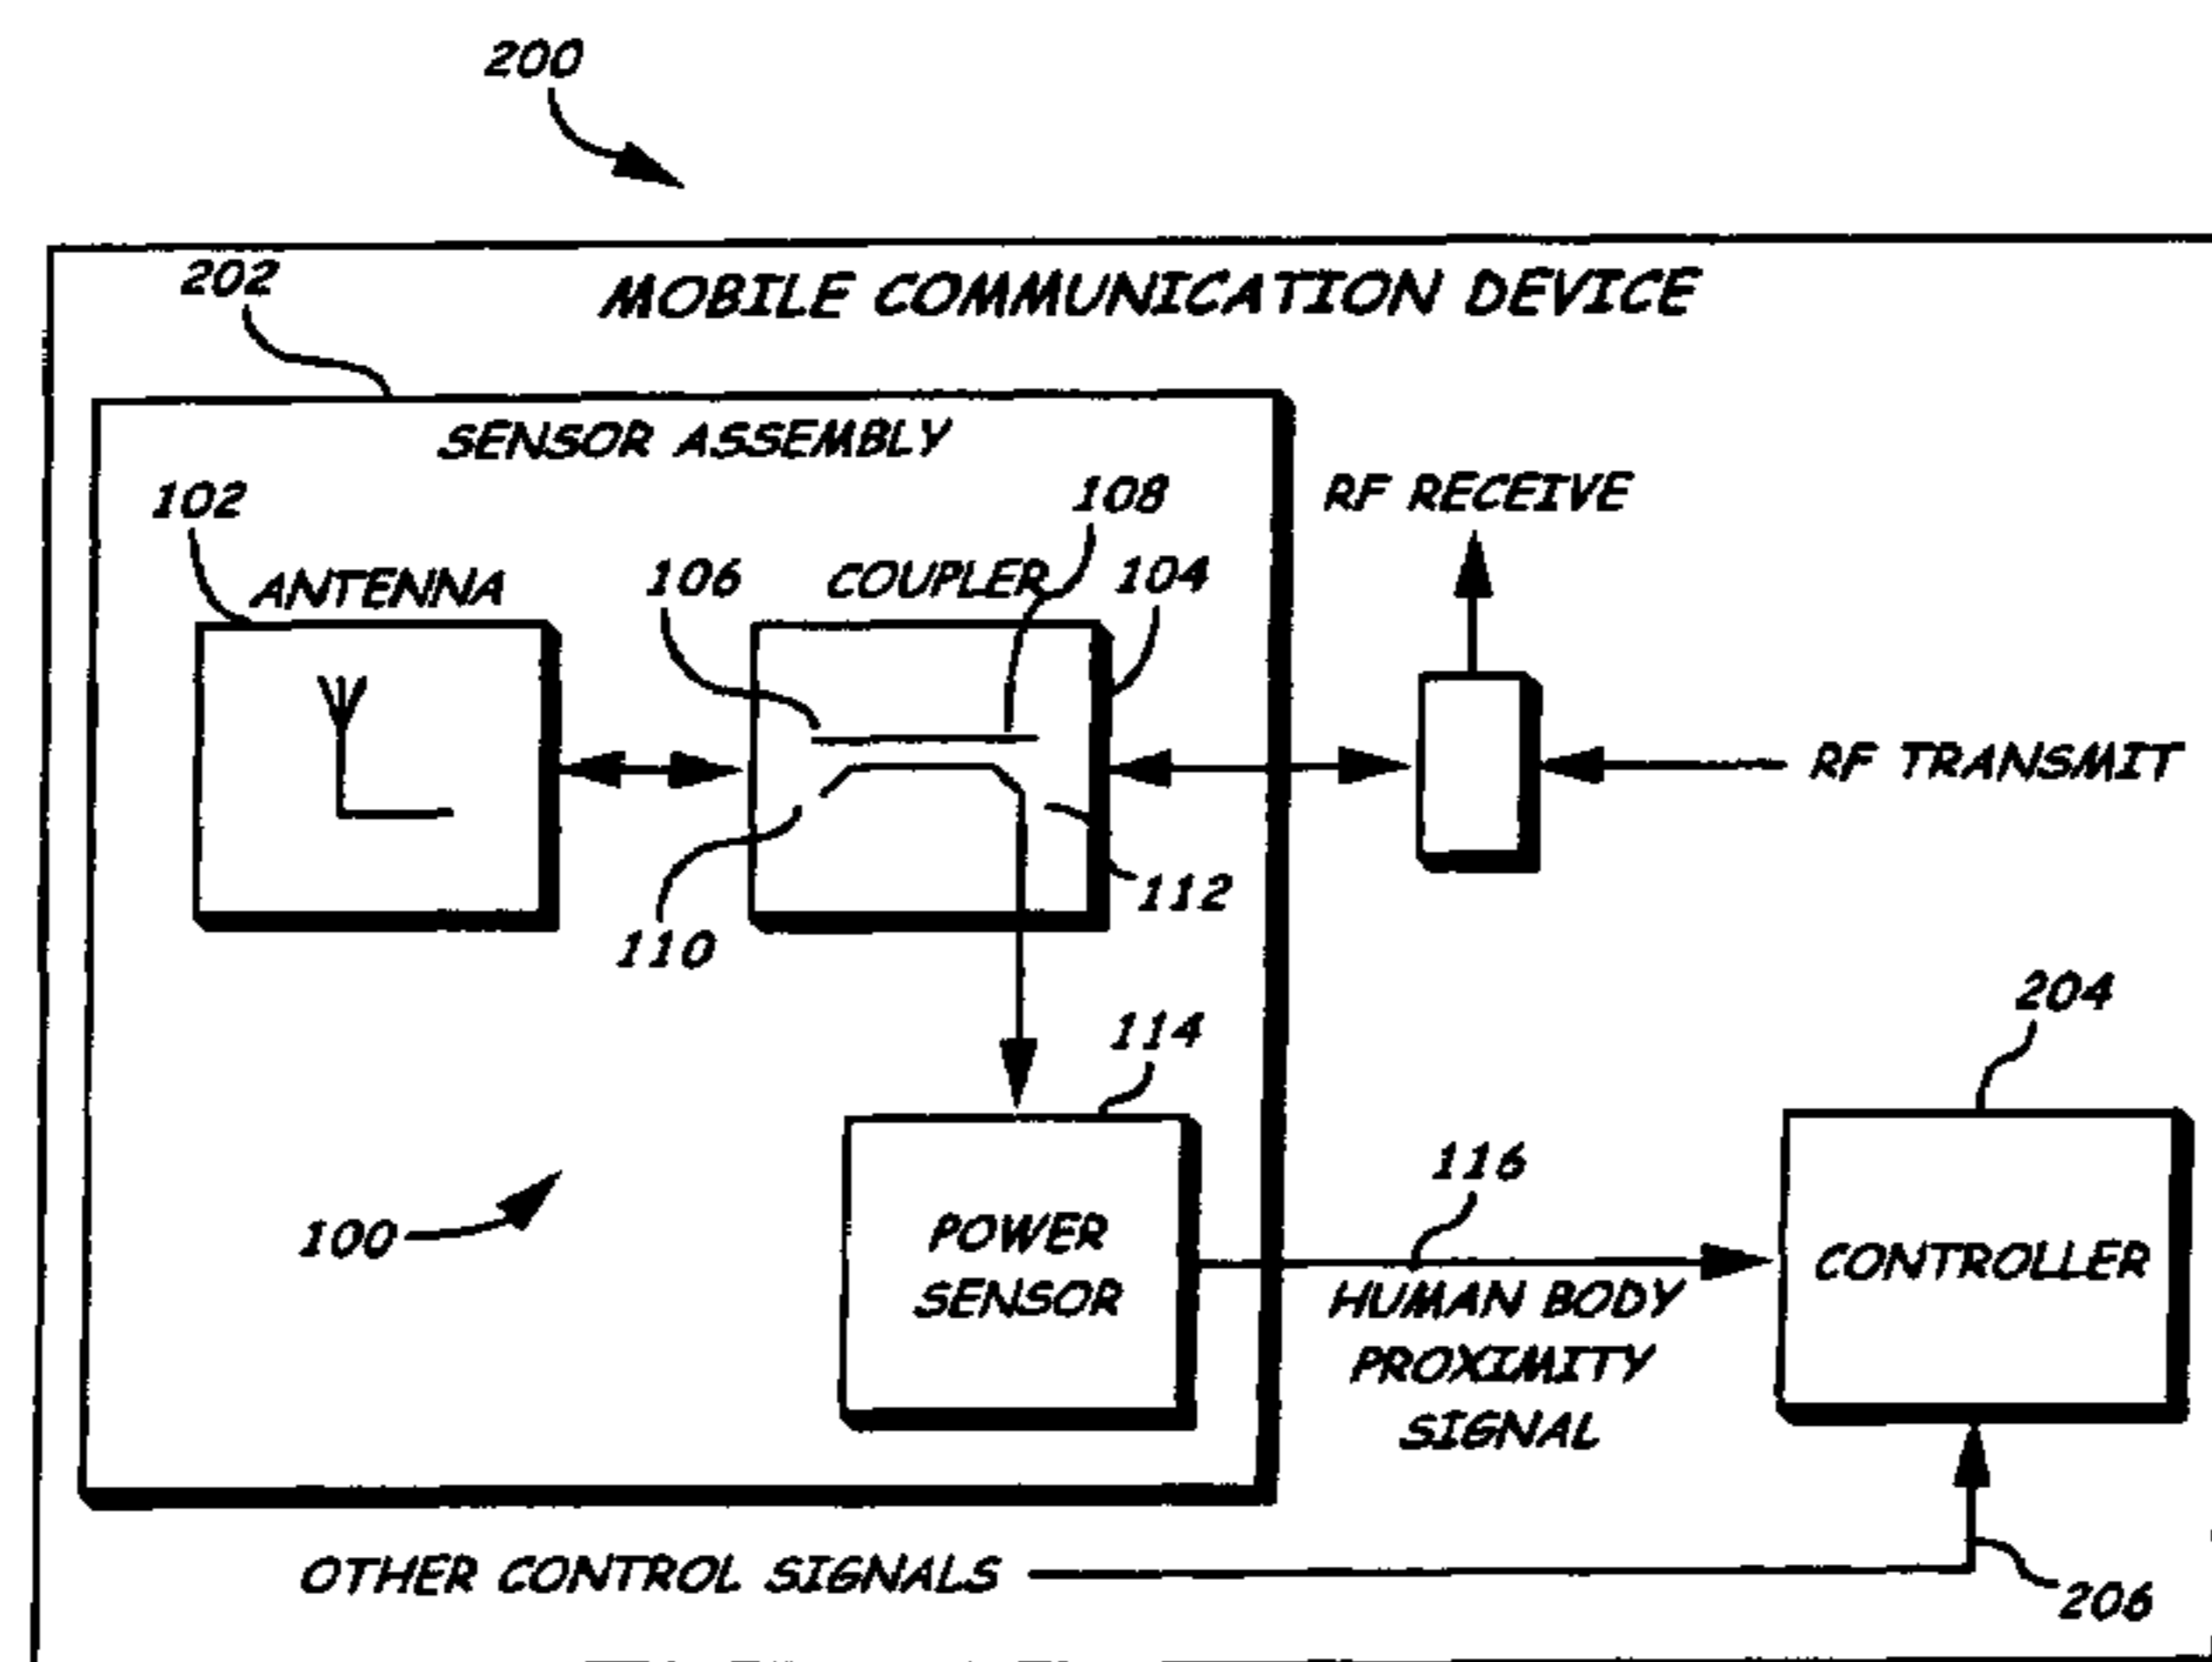 200
202
MOBILE COMMUNICATION DEVICE
SENSOR ASSEMBLY
102
108
RF RECEIVE
ANTENNA
106
COUPLER
104
RF TRANSMIT
110
112
114
204
100
POWER
SENSOR
116
HUMAN BODY
PROXIMITY
SIGNAL
CONTROLLER
OTHER CONTROL SIGNALS
206